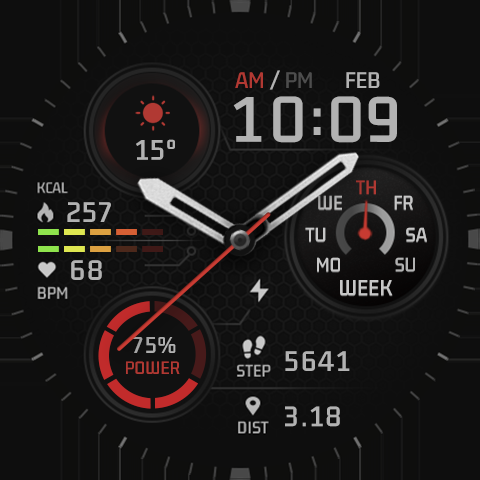 AM / PM FEB
10:09
15°
KCAL
257
68
BPM
TH
WE FR
TU SA
MO SU
WEEK
75%
POWER
STEP 5641
DIST 3.18